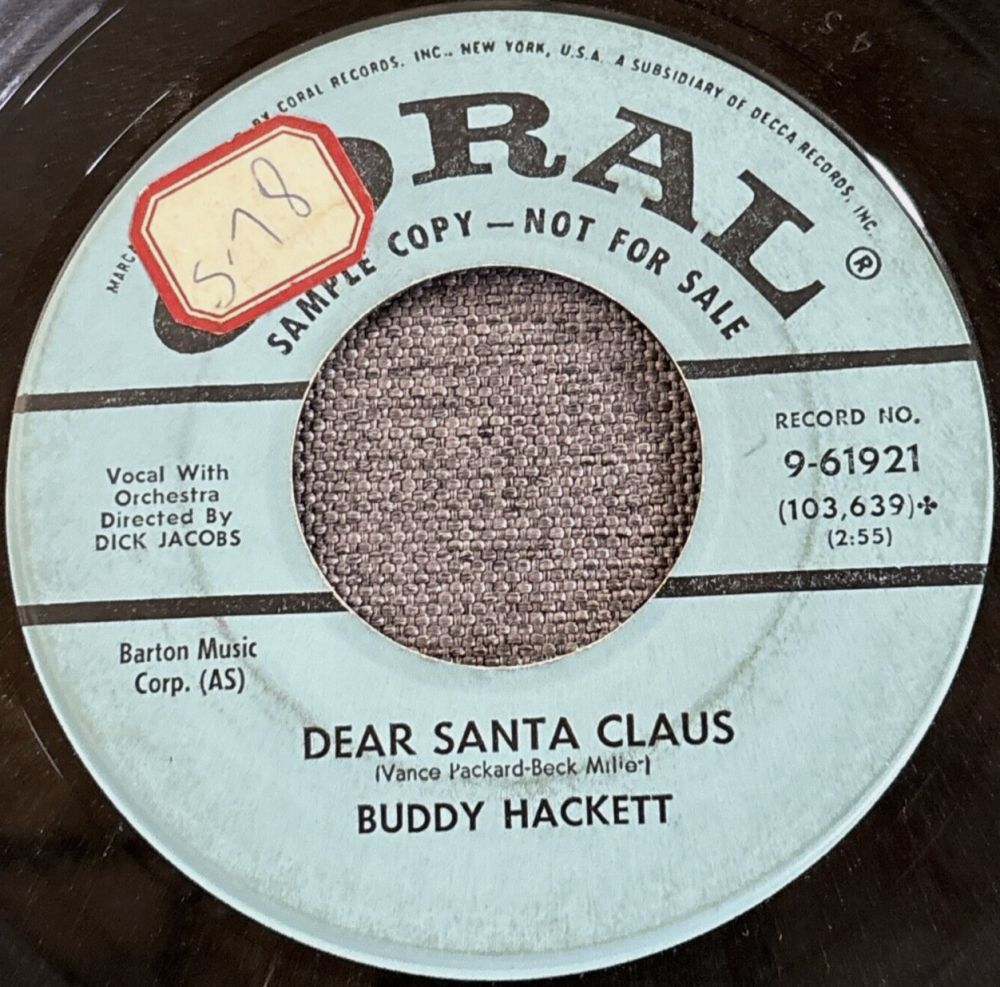 BY CORAL RECORDS, INC., NEW YORK, U.S.A. A SUBSIDIARY OF DECCA RECORDS, INC.
ORAL ®
5-78
SAMPLE COPY — NOT FOR SALE
Vocal With
Orchestra
Directed By
DICK JACOBS
RECORD NO.
9-61921
(103,639)✤
(2:55)
Barton Music
Corp. (AS)
DEAR SANTA CLAUS
(Vance Packard-Beck Miller)
BUDDY HACKETT